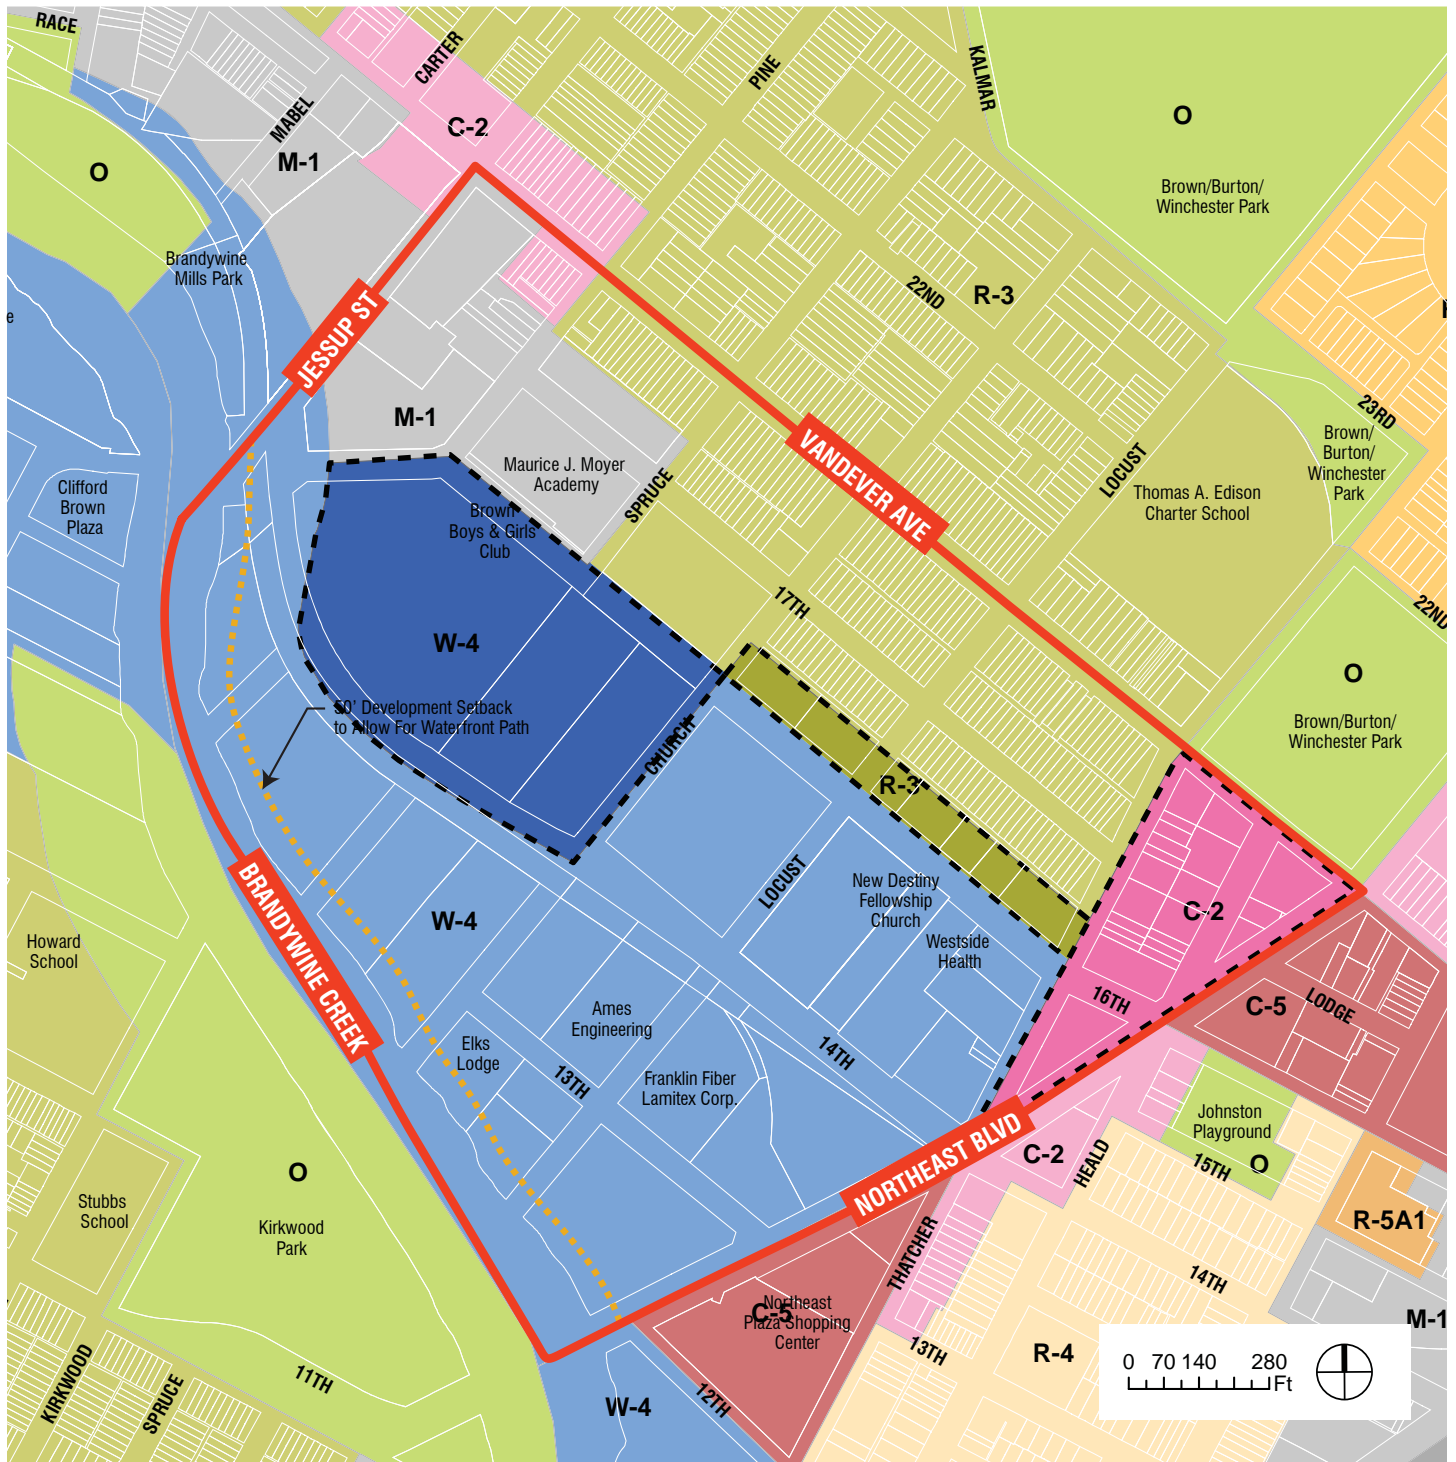 RACE
CARTER
PINE
KALMAR
MABEL
C-2
O
M-1
O
Brown/Burton/
Winchester Park
Brandywine
Mills Park
22ND
R-3
e
JESSUP ST
M-1
23RD
VANDEVER AVE
Brown/
Burton/
Winchester
Park
Maurice J. Moyer
Academy
SPRUCE
LOCUST
Thomas A. Edison
Charter School
Clifford
Brown
Plaza
Brown
Boys & Girls
Club
17TH
22ND
W-4
O
50' Development Setback
to Allow For Waterfront Path
CHURCH
Brown/Burton/
Winchester Park
R-3
LOCUST
New Destiny
Fellowship
Church
C-2
BRANDYWINE CREEK
W-4
Howard
School
Westside
Health
16TH
C-5
LODGE
Ames
Engineering
Elks
Lodge
13TH
14TH
Franklin Fiber
Lamitex Corp.
NORTHEAST BLVD
Johnston
Playground
C-2
HEALD
15TH
O
O
Stubbs
School
Kirkwood
Park
R-5A1
THATCHER
14TH
C-5
Northeast
Plaza Shopping
Center
M-1
13TH
R-4
11TH
KIRKWOOD
SPRUCE
W-4
12TH
0 70 140 280
Ft